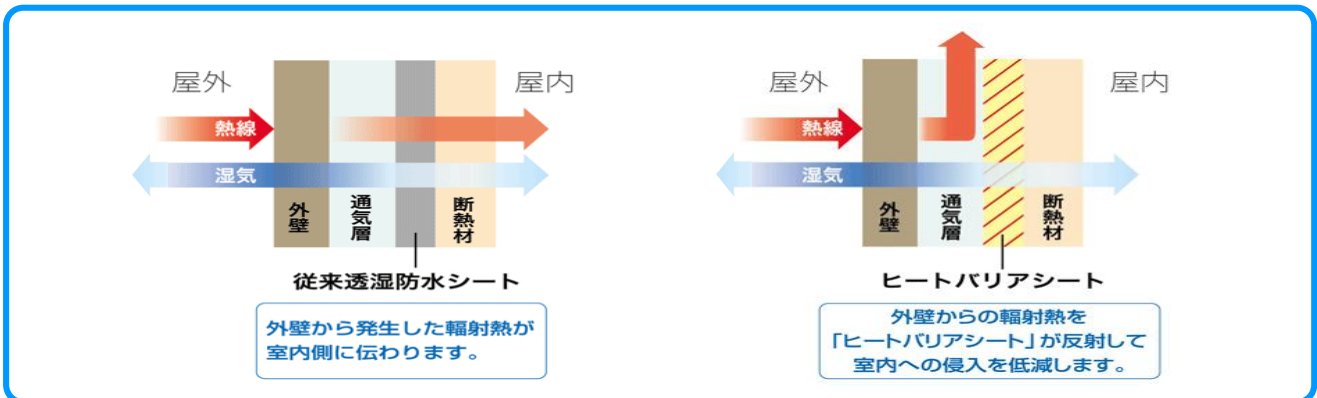 屋外
屋内
熱線
湿気
外壁
通気層
断熱材
従来透湿防水シート
外壁から発生した輻射熱が
室内側に伝わります。
屋外
屋内
熱線
湿気
外壁
通気層
断熱材
ヒートバリアシート
外壁からの輻射熱を
「ヒートバリアシート」が反射して
室内への侵入を低減します。